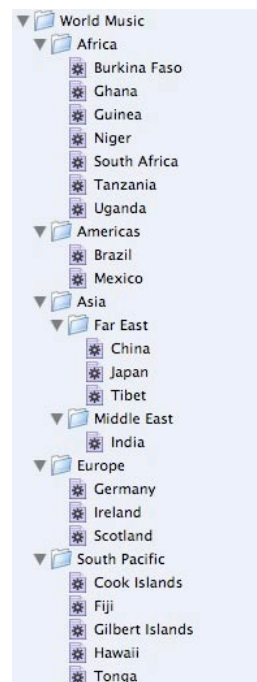 World Music
Africa
Burkina Faso
Ghana
Guinea
Niger
South Africa
Tanzania
Uganda
Americas
Brazil
Mexico
Asia
Far East
China
Japan
Tibet
Middle East
India
Europe
Germany
Ireland
Scotland
South Pacific
Cook Islands
Fiji
Gilbert Islands
Hawaii
Tonga